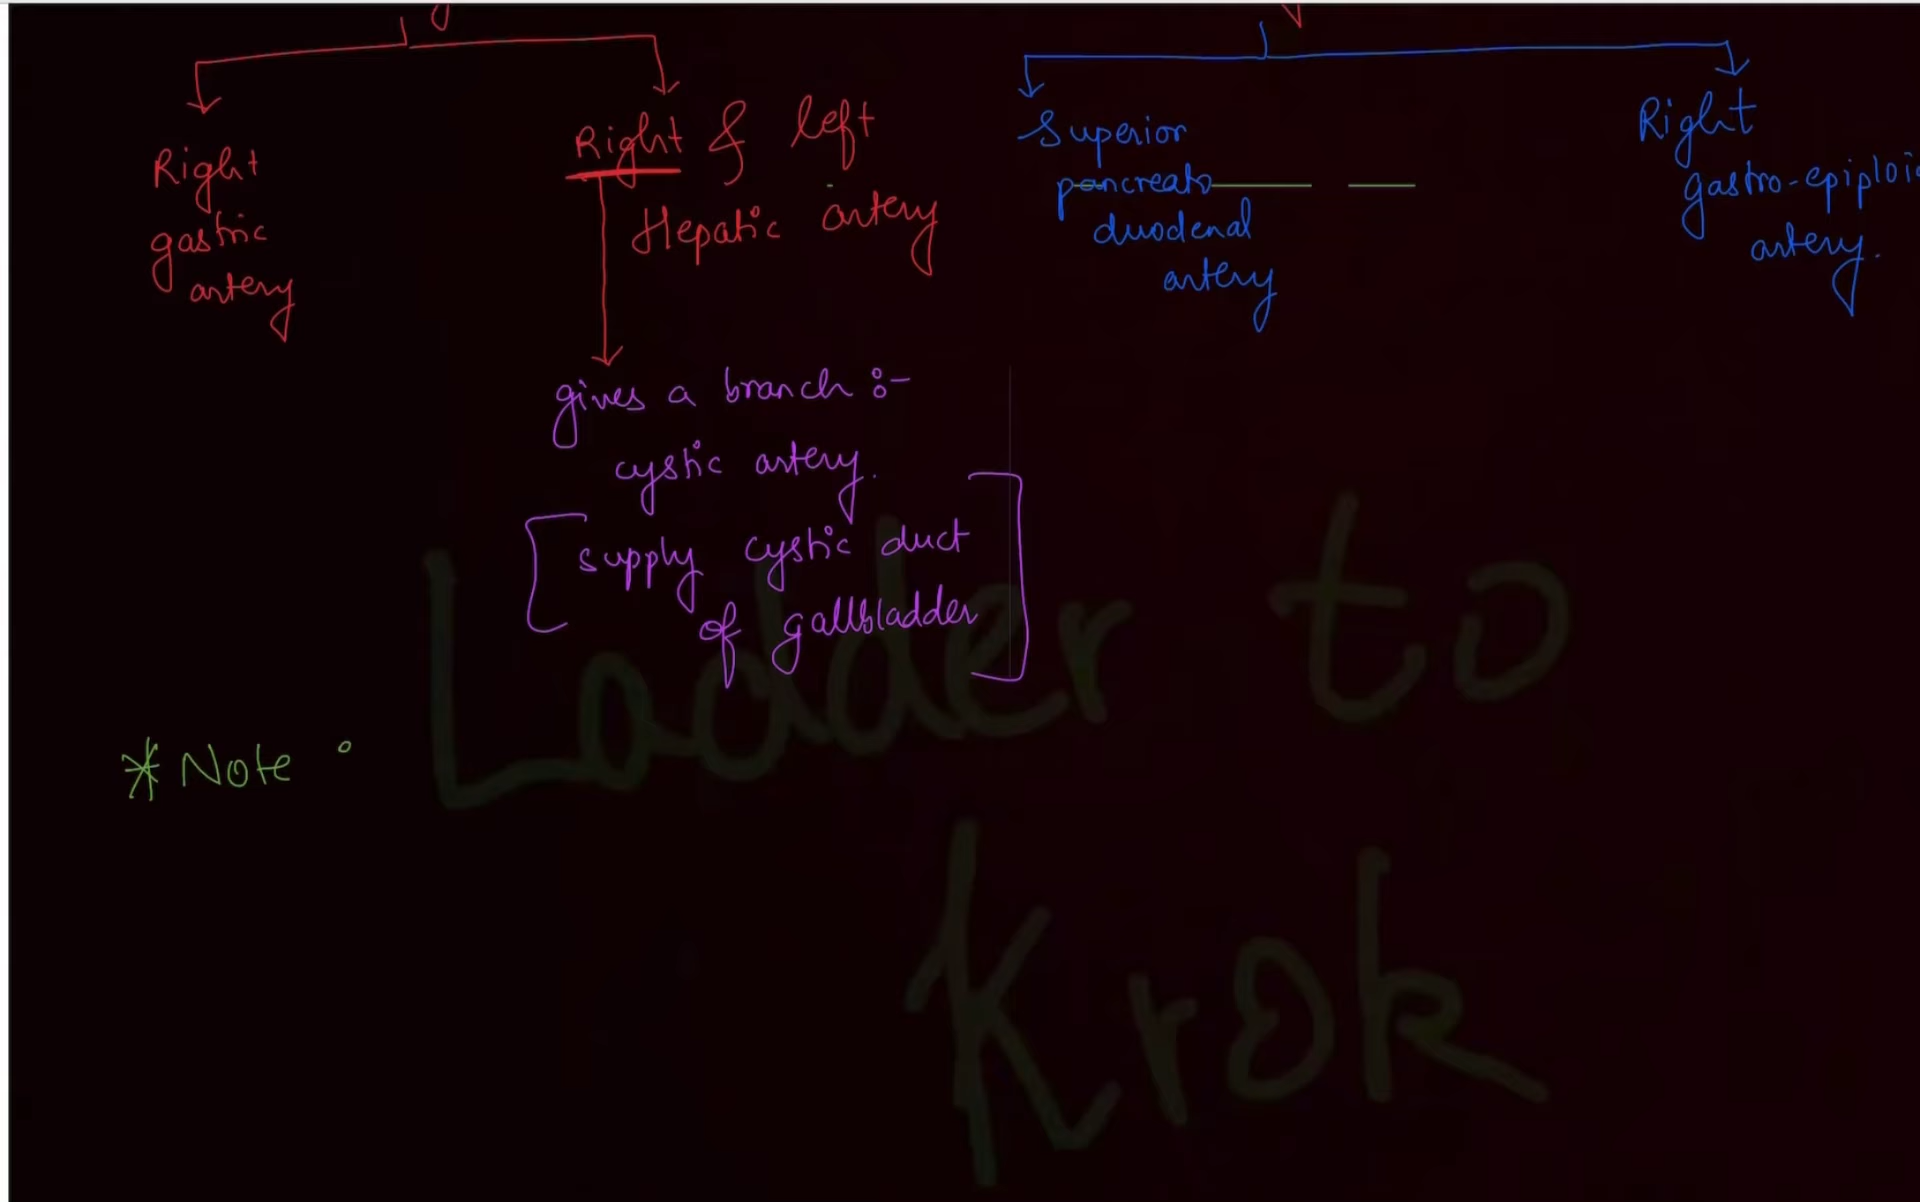 Right
gastric
artery
Right & left
Hepatic artery
gives a branch :-
cystic artery.
[supply cystic duct
of gallbladder]
Superior
pancreato
duodenal
artery
Right
gastro-epiploic
artery.
* Note :
Ladder to
Krok